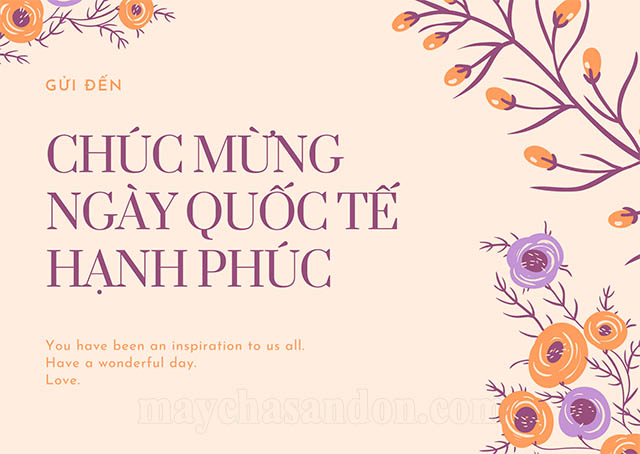 GỬI ĐẾN
CHÚC MỪNG
NGÀY QUỐC TẾ
HẠNH PHÚC
You have been an inspiration to us all.
Have a wonderful day.
Love.
maychasandon.com